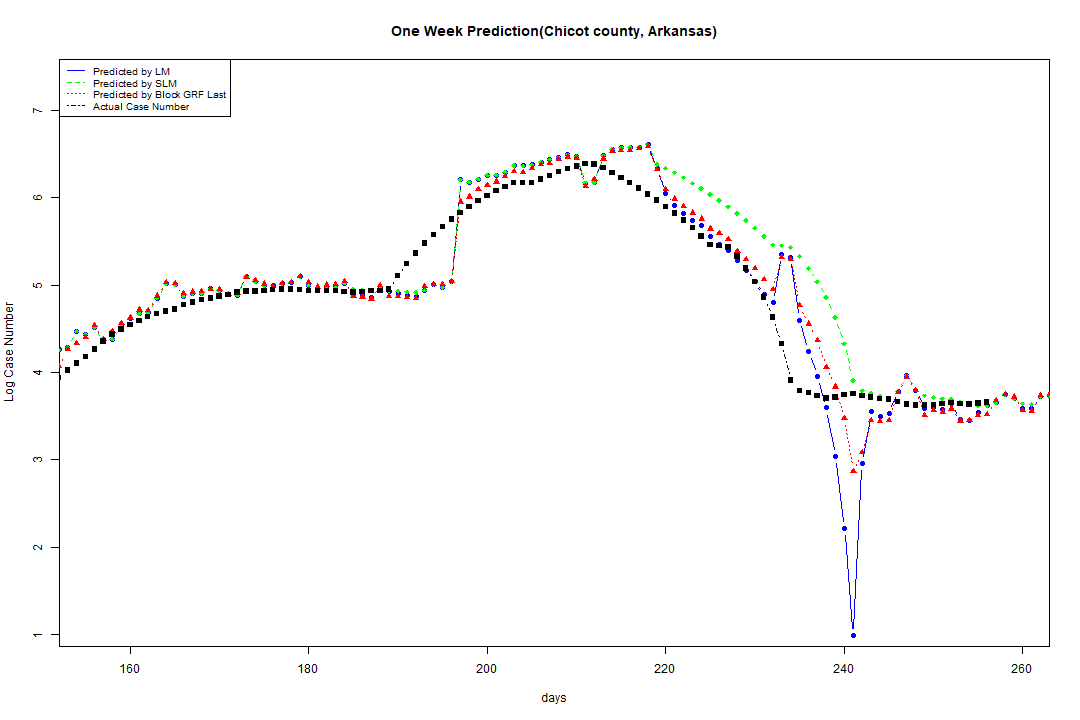 One Week Prediction(Chicot county, Arkansas)
Predicted by LM
Predicted by SLM
Predicted by Block GRF Last
Actual Case Number
7
6
5
4
3
2
1
Log Case Number
160 180 200 220 240 260
days